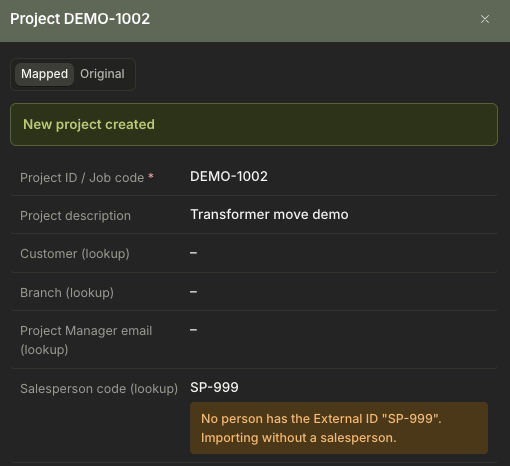 Project DEMO-1002
Mapped Original
New project created
Project ID / Job code * DEMO-1002
Project description Transformer move demo
Customer (lookup) –
Branch (lookup) –
Project Manager email –
(lookup)
Salesperson code (lookup) SP-999
No person has the External ID "SP-999".
Importing without a salesperson.